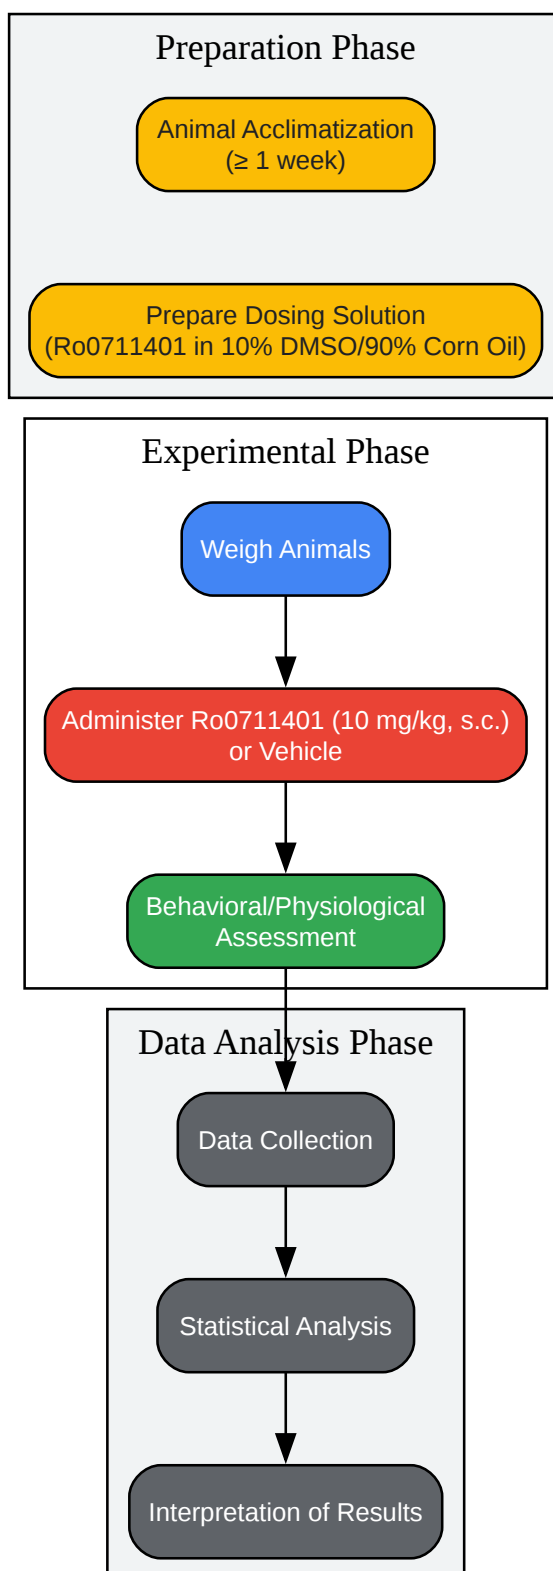 Preparation Phase
Animal Acclimatization
(≥ 1 week)
Prepare Dosing Solution
(Ro0711401 in 10% DMSO/90% Corn Oil)
Experimental Phase
Weigh Animals
Administer Ro0711401 (10 mg/kg, s.c.)
or Vehicle
Behavioral/Physiological
Assessment
Data Analysis Phase
Data Collection
Statistical Analysis
Interpretation of Results